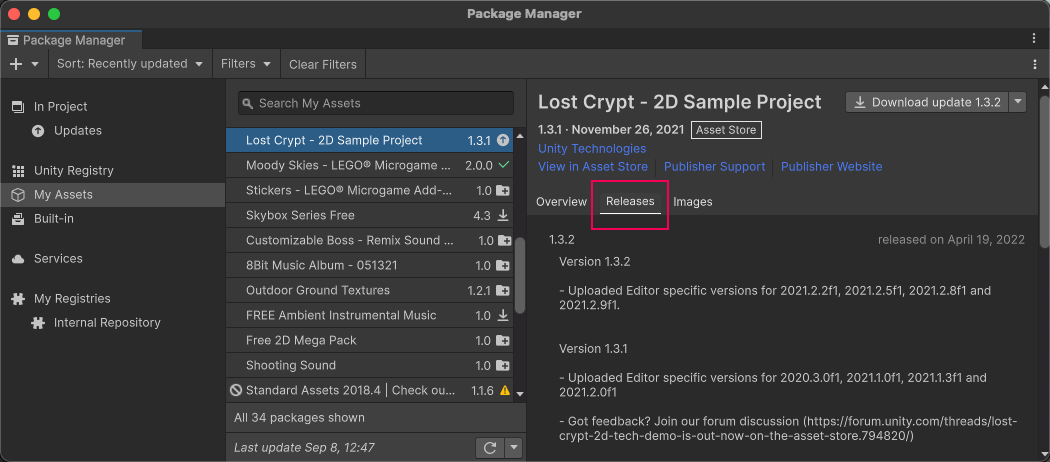 Package Manager
Package Manager
Sort: Recently updated
Filters
Clear Filters
In Project
Updates
Unity Registry
My Assets
Built-in
Services
My Registries
Internal Repository
Search My Assets
Lost Crypt - 2D Sample Project 1.3.1
Moody Skies - LEGO® Microgame ... 2.0.0
Stickers - LEGO® Microgame Add-... 1.0
Skybox Series Free 4.3
Customizable Boss - Remix Sound ... 1.0
8Bit Music Album - 051321 1.0
Outdoor Ground Textures 1.2.1
FREE Ambient Instrumental Music 1.0
Free 2D Mega Pack 1.0
Shooting Sound 1.0
Standard Assets 2018.4 | Check ou... 1.1.6
All 34 packages shown
Last update Sep 8, 12:47
Lost Crypt - 2D Sample Project
Download update 1.3.2
1.3.1 · November 26, 2021 Asset Store
Unity Technologies
View in Asset Store Publisher Support Publisher Website
Overview Releases Images
1.3.2 released on April 19, 2022
Version 1.3.2
- Uploaded Editor specific versions for 2021.2.2f1, 2021.2.5f1, 2021.2.8f1 and
2021.2.9f1.
Version 1.3.1
- Uploaded Editor specific versions for 2020.3.0f1, 2021.1.0f1, 2021.1.3f1 and
2021.2.0f1
- Got feedback? Join our forum discussion (https://forum.unity.com/threads/lost-
crypt-2d-tech-demo-is-out-now-on-the-asset-store.794820/)